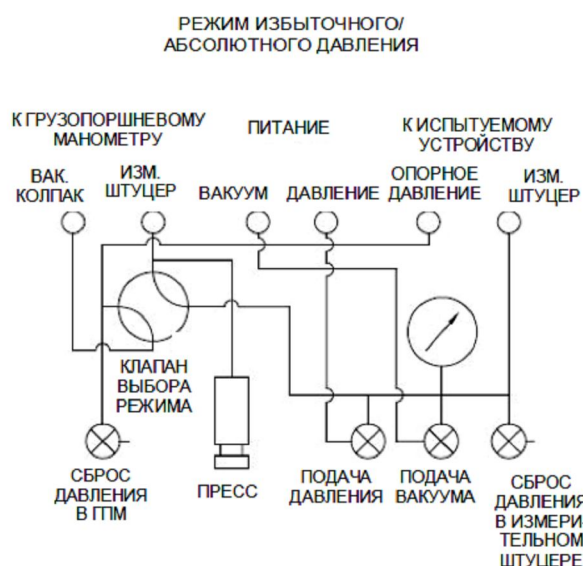 РЕЖИМ ИЗБЫТОЧНОГО/
АБСОЛЮТНОГО ДАВЛЕНИЯ
К ГРУЗОПОРШНЕВОМУ
МАНОМЕТРУ
ПИТАНИЕ
К ИСПЫТУЕМОМУ
УСТРОЙСТВУ
ВАК.
КОЛПАК
ИЗМ.
ШТУЦЕР
ВАКУУМ
ДАВЛЕНИЕ
ОПОРНОЕ
ДАВЛЕНИЕ
ИЗМ.
ШТУЦЕР
КЛАПАН
ВЫБОРА
РЕЖИМА
СБРОС
ДАВЛЕНИЯ
В ГПМ
ПРЕСС
ПОДАЧА
ДАВЛЕНИЯ
ПОДАЧА
ВАКУУМА
СБРОС
ДАВЛЕНИЯ
В ИЗМЕРИ-
ТЕЛЬНОМ
ШТУЦЕРЕ